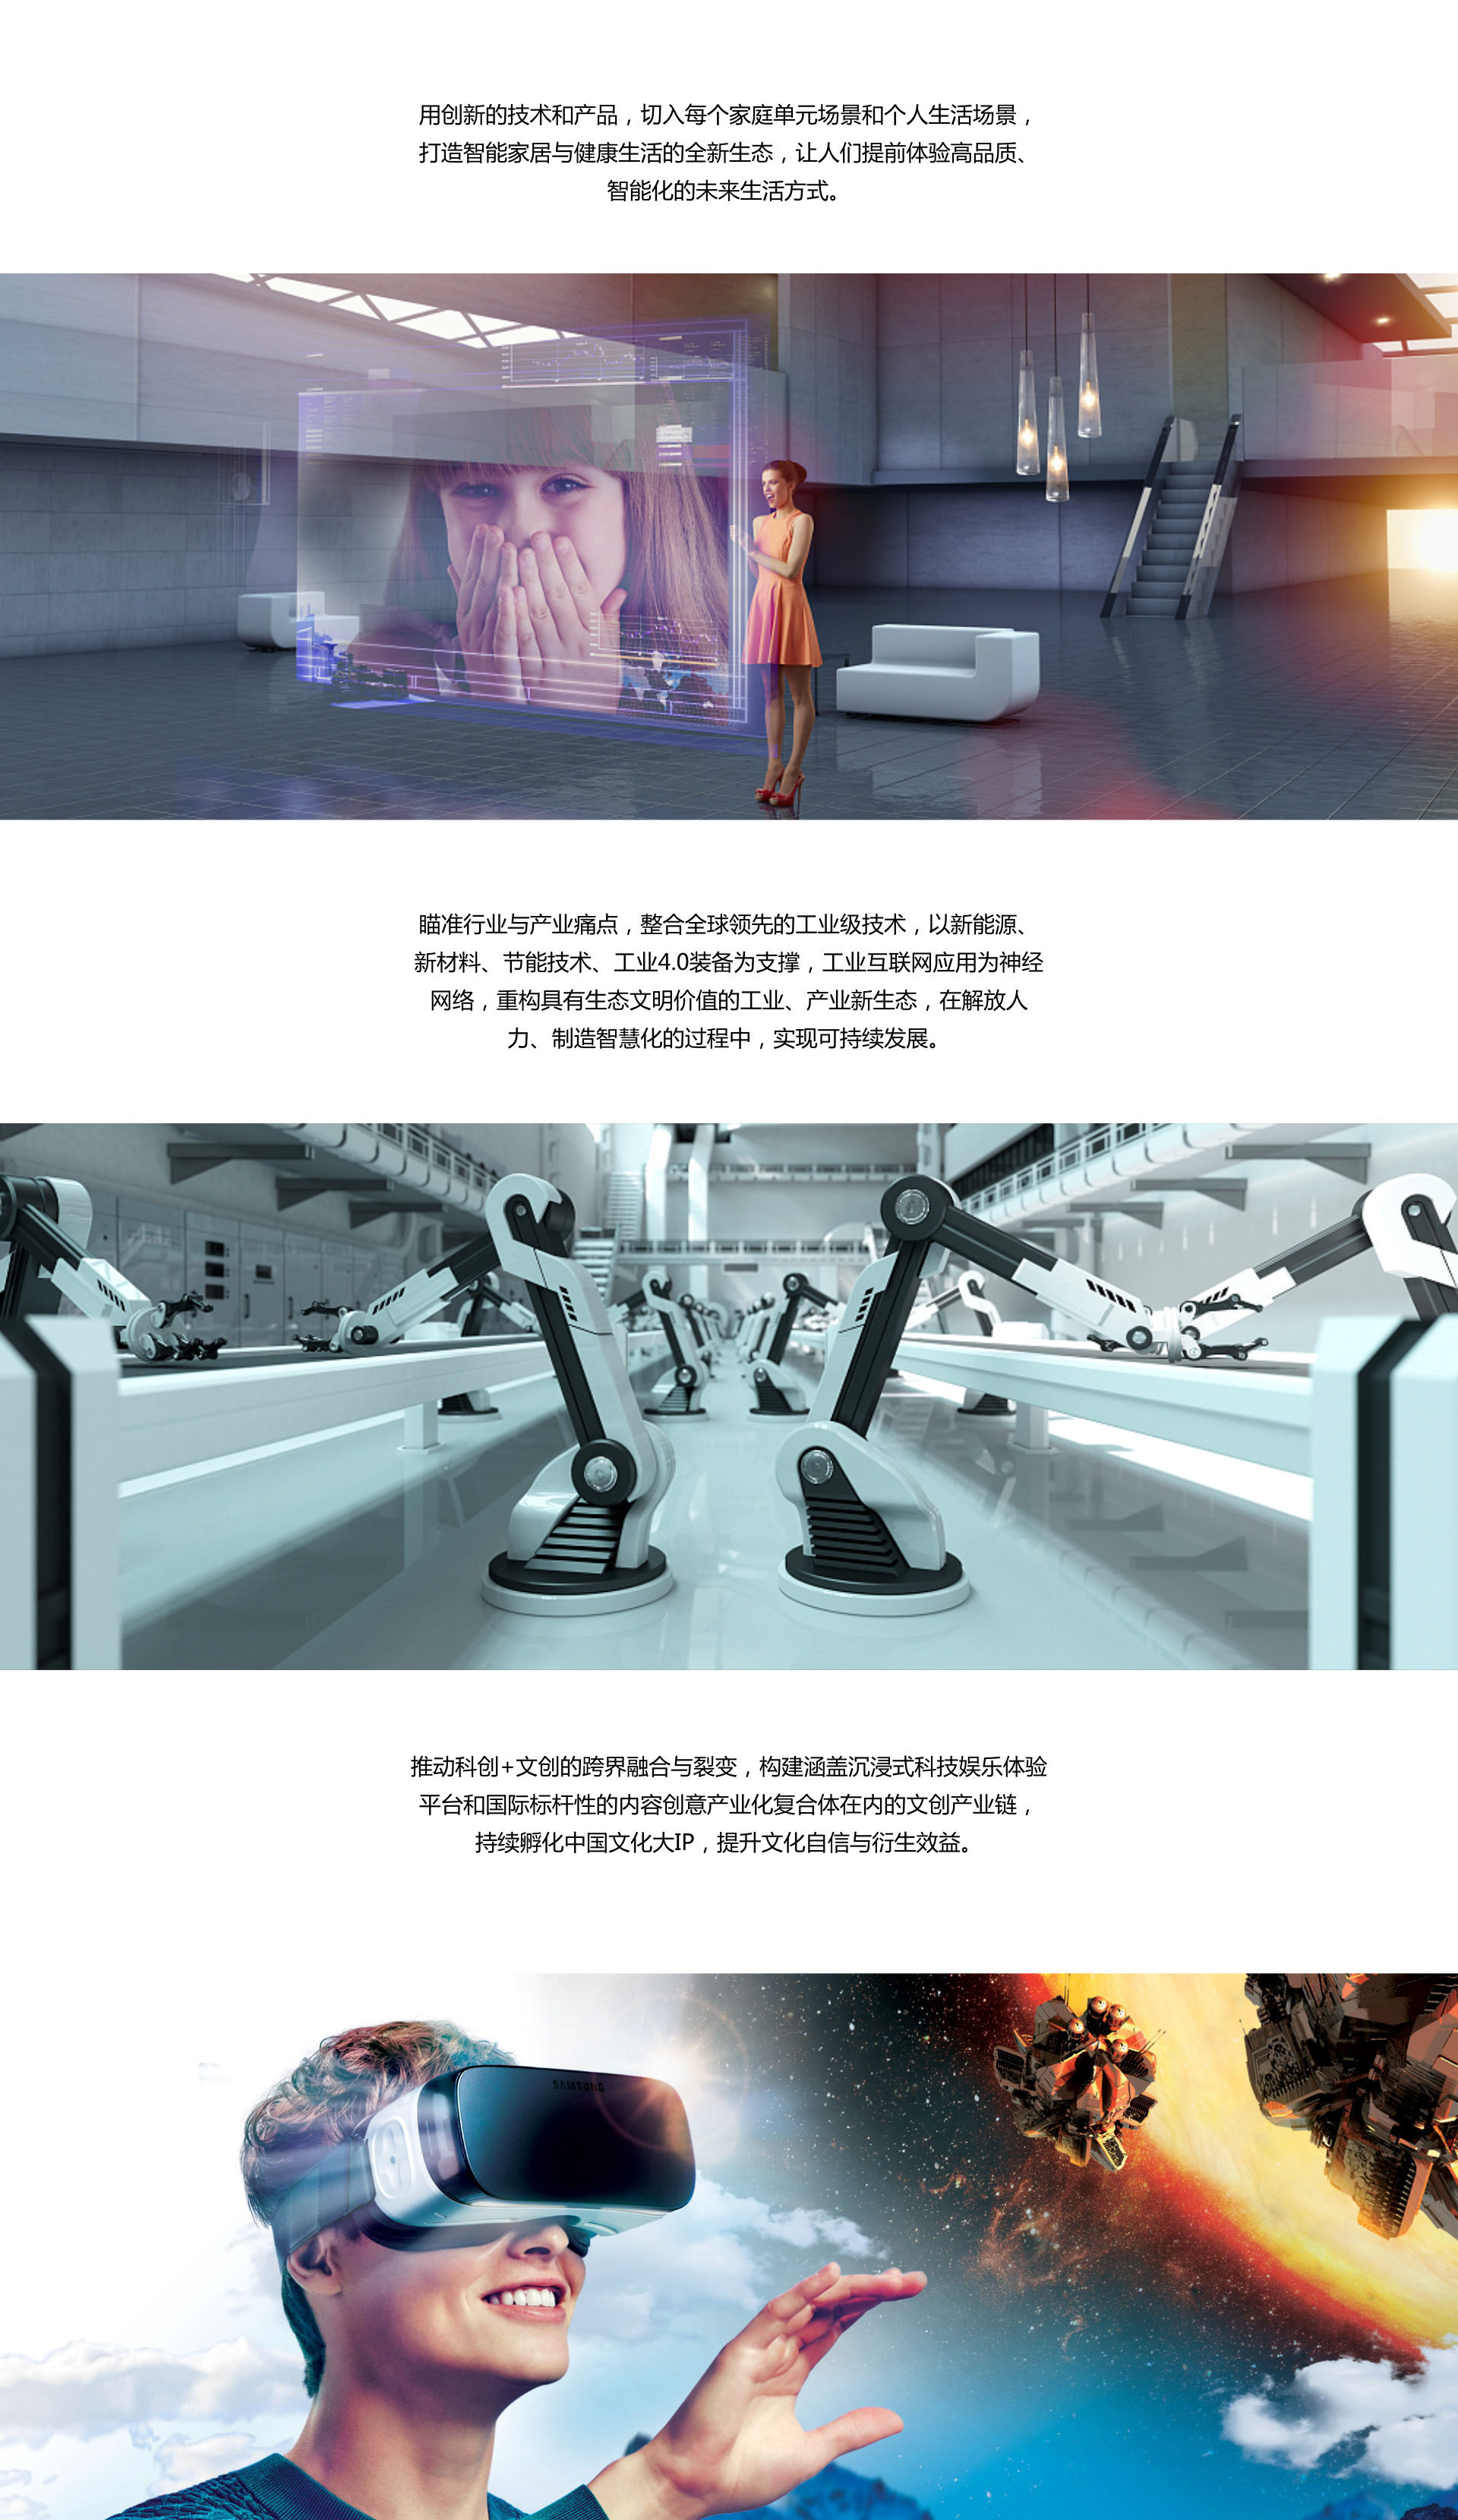 用创新的技术和产品，切入每个家庭单元场景和个人生活场景，
打造智能家居与健康生活的全新生态，让人们提前体验高品质、
智能化的未来生活方式。
瞄准行业与产业痛点，整合全球领先的工业级技术，以新能源、
新材料、节能技术、工业4.0装备为支撑，工业互联网应用为神经
网络，重构具有生态文明价值的工业、产业新生态，在解放人
力、制造智慧化的过程中，实现可持续发展。
推动科创+文创的跨界融合与裂变，构建涵盖沉浸式科技娱乐体验
平台和国际标杆性的内容创意产业化复合体在内的文创产业链，
持续孵化中国文化大IP，提升文化自信与衍生效益。
SAMSUNG